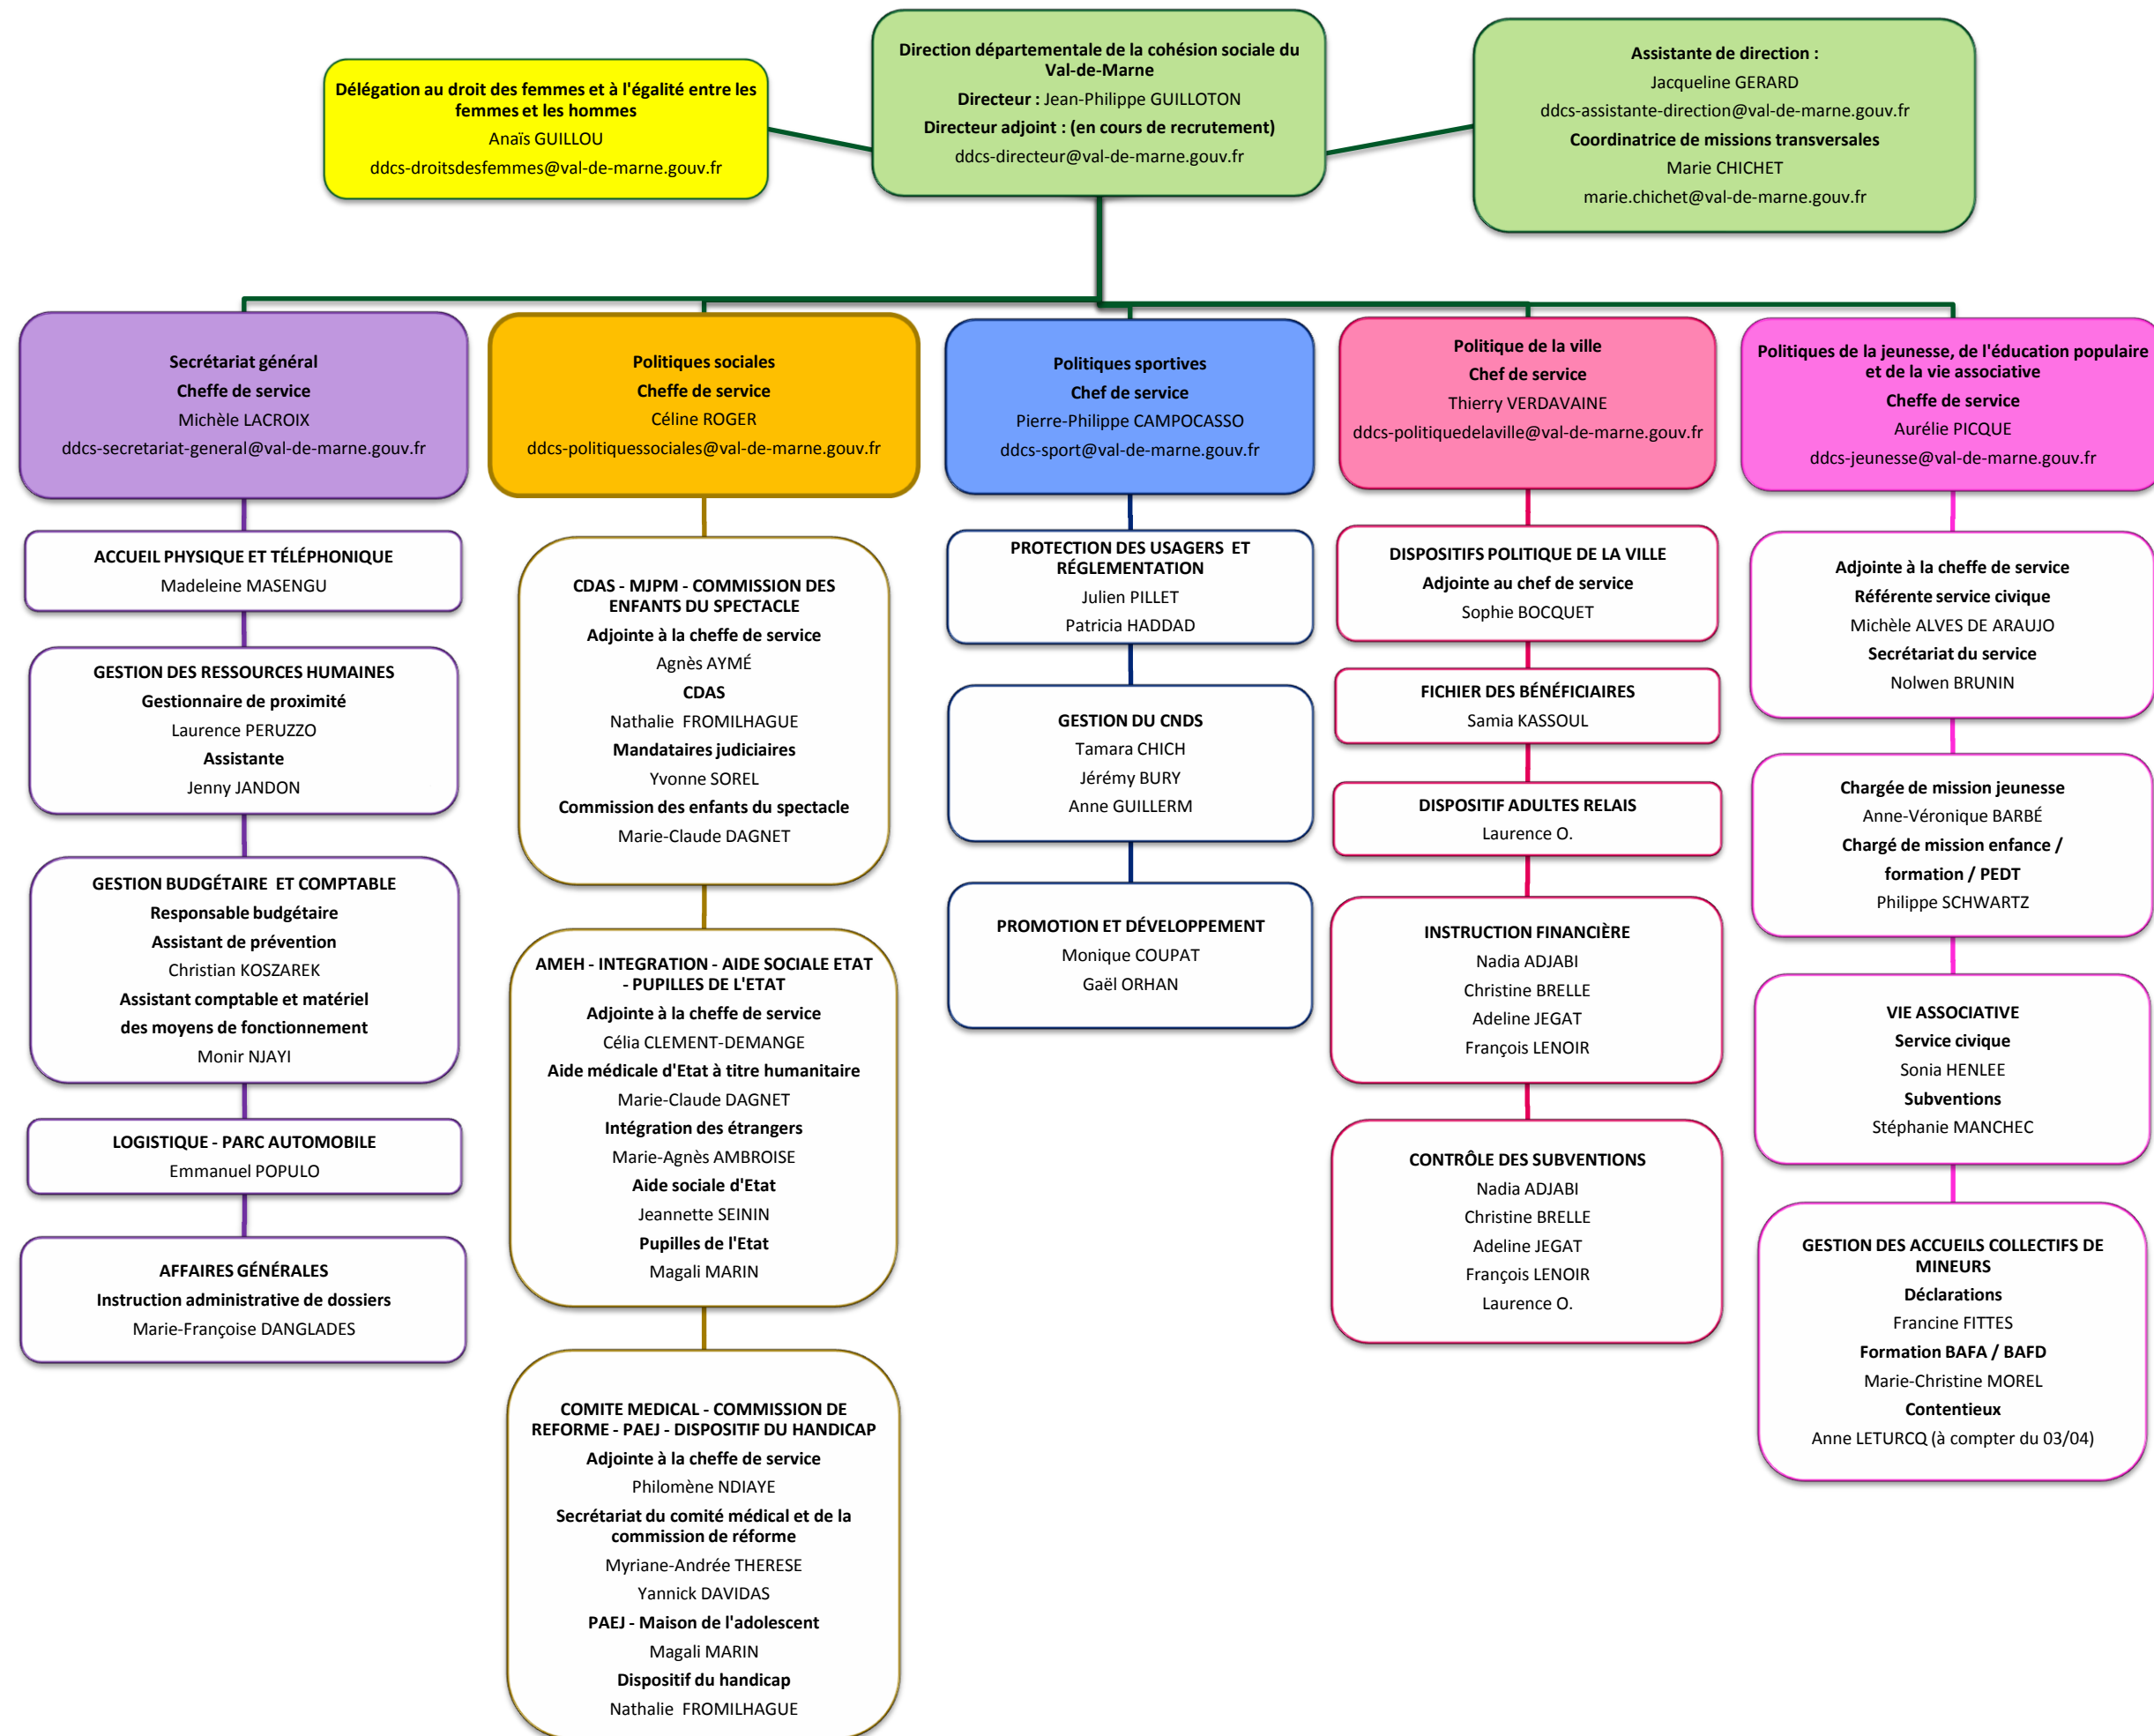 Délégation au droit des femmes et à l'égalité entre les
femmes et les hommes
Anaïs GUILLOU
ddcs-droitsdesfemmes@val-de-marne.gouv.fr
Direction départementale de la cohésion sociale du
Val-de-Marne
Directeur : Jean-Philippe GUILLOTON
Directeur adjoint : (en cours de recrutement)
ddcs-directeur@val-de-marne.gouv.fr
Assistante de direction :
Jacqueline GERARD
ddcs-assistante-direction@val-de-marne.gouv.fr
Coordinatrice de missions transversales
Marie CHICHET
marie.chichet@val-de-marne.gouv.fr
Secrétariat général
Cheffe de service
Michèle LACROIX
ddcs-secretariat-general@val-de-marne.gouv.fr
ACCUEIL PHYSIQUE ET TÉLÉPHONIQUE
Madeleine MASENGU
GESTION DES RESSOURCES HUMAINES
Gestionnaire de proximité
Laurence PERUZZO
Assistante
Jenny JANDON
GESTION BUDGÉTAIRE ET COMPTABLE
Responsable budgétaire
Assistant de prévention
Christian KOSZAREK
Assistant comptable et matériel
des moyens de fonctionnement
Monir NJAYI
LOGISTIQUE - PARC AUTOMOBILE
Emmanuel POPULO
AFFAIRES GÉNÉRALES
Instruction administrative de dossiers
Marie-Françoise DANGLADES
Politiques sociales
Cheffe de service
Céline ROGER
ddcs-politiquessociales@val-de-marne.gouv.fr
CDAS - MJPM - COMMISSION DES
ENFANTS DU SPECTACLE
Adjointe à la cheffe de service
Agnès AYMÉ
CDAS
Nathalie FROMILHAGUE
Mandataires judiciaires
Yvonne SOREL
Commission des enfants du spectacle
Marie-Claude DAGNET
AMEH - INTEGRATION - AIDE SOCIALE ETAT
- PUPILLES DE L'ETAT
Adjointe à la cheffe de service
Célia CLEMENT-DEMANGE
Aide médicale d'Etat à titre humanitaire
Marie-Claude DAGNET
Intégration des étrangers
Marie-Agnès AMBROISE
Aide sociale d'Etat
Jeannette SEININ
Pupilles de l'Etat
Magali MARIN
COMITE MEDICAL - COMMISSION DE
REFORME - PAEJ - DISPOSITIF DU HANDICAP
Adjointe à la cheffe de service
Philomène NDIAYE
Secrétariat du comité médical et de la
commission de réforme
Myriane-Andrée THERESE
Yannick DAVIDAS
PAEJ - Maison de l'adolescent
Magali MARIN
Dispositif du handicap
Nathalie FROMILHAGUE
Politiques sportives
Chef de service
Pierre-Philippe CAMPOCASSO
ddcs-sport@val-de-marne.gouv.fr
PROTECTION DES USAGERS ET
RÉGLEMENTATION
Julien PILLET
Patricia HADDAD
GESTION DU CNDS
Tamara CHICH
Jérémy BURY
Anne GUILLERM
PROMOTION ET DÉVELOPPEMENT
Monique COUPAT
Gaël ORHAN
Politique de la ville
Chef de service
Thierry VERDAVAINE
ddcs-politiquedelaville@val-de-marne.gouv.fr
DISPOSITIFS POLITIQUE DE LA VILLE
Adjointe au chef de service
Sophie BOCQUET
FICHIER DES BÉNÉFICIAIRES
Samia KASSOUL
DISPOSITIF ADULTES RELAIS
Laurence O.
INSTRUCTION FINANCIÈRE
Nadia ADJABI
Christine BRELLE
Adeline JEGAT
François LENOIR
CONTRÔLE DES SUBVENTIONS
Nadia ADJABI
Christine BRELLE
Adeline JEGAT
François LENOIR
Laurence O.
Politiques de la jeunesse, de l'éducation populaire
et de la vie associative
Cheffe de service
Aurélie PICQUE
ddcs-jeunesse@val-de-marne.gouv.fr
Adjointe à la cheffe de service
Référente service civique
Michèle ALVES DE ARAUJO
Secrétariat du service
Nolwen BRUNIN
Chargée de mission jeunesse
Anne-Véronique BARBÉ
Chargé de mission enfance /
formation / PEDT
Philippe SCHWARTZ
VIE ASSOCIATIVE
Service civique
Sonia HENLEE
Subventions
Stéphanie MANCHEC
GESTION DES ACCUEILS COLLECTIFS DE
MINEURS
Déclarations
Francine FITTES
Formation BAFA / BAFD
Marie-Christine MOREL
Contentieux
Anne LETURCQ (à compter du 03/04)